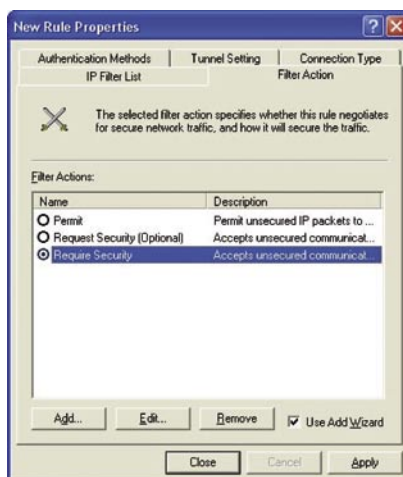 New Rule Properties
Authentication Methods Tunnel Setting Connection Type
IP Filter List Filter Action
The selected filter action specifies whether this rule negotiates
for secure network traffic, and how it will secure the traffic.
Filter Actions:
Name Description
Permit Permit unsecured IP packets to ...
Request Security (Optional) Accepts unsecured communicat...
Require Security Accepts unsecured communicat...
Add... Edit... Remove Use Add Wizard
Close Cancel Apply